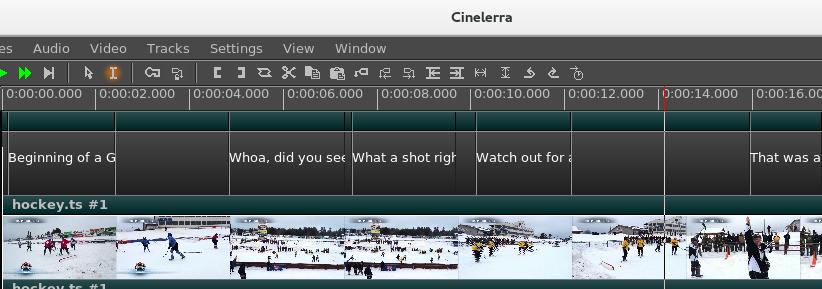 Cinelerra
es Audio Video Tracks Settings View Window
0:00:00.000 0:00:02.000 0:00:04.000 0:00:06.000 0:00:08.000 0:00:10.000 0:00:12.000 0:00:14.000 0:00:16.0
Beginning of a G Whoa, did you see What a shot righ Watch out for a That was a
hockey.ts #1
hockey.ts #1